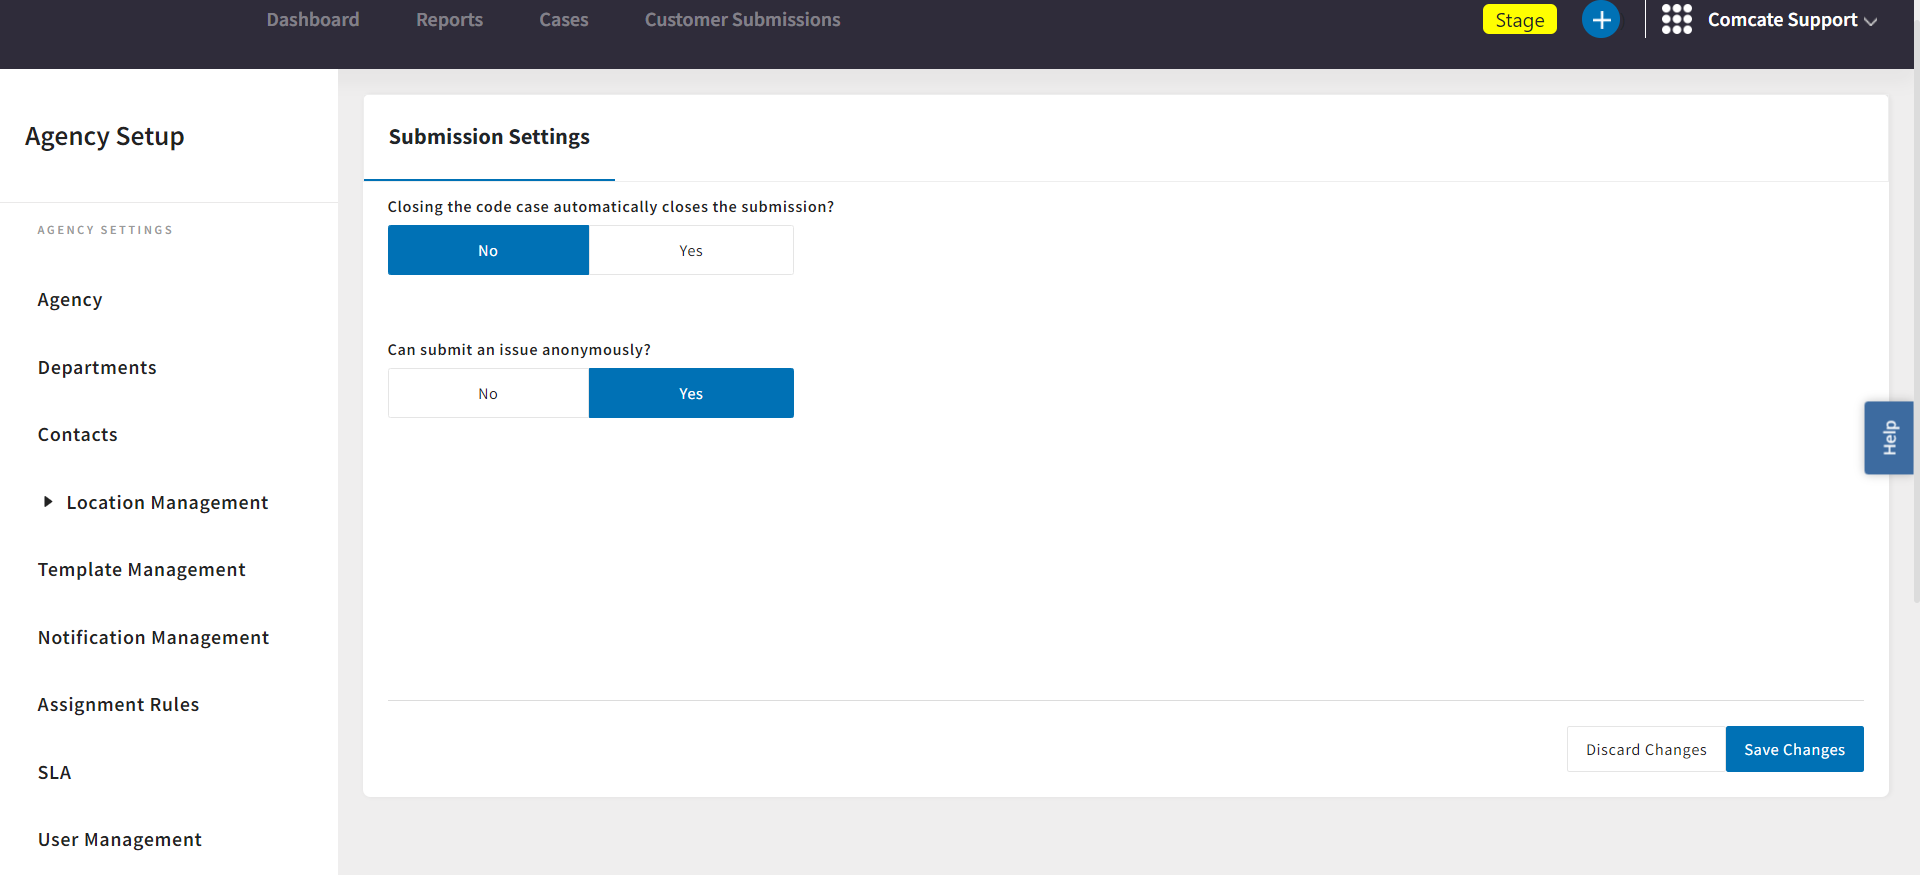 Dashboard Reports Cases Customer Submissions Stage Comcate Support
Agency Setup
AGENCY SETTINGS
Agency
Departments
Contacts
Location Management
Template Management
Notification Management
Assignment Rules
SLA
User Management
Submission Settings
Closing the code case automatically closes the submission?
No Yes
Can submit an issue anonymously?
No Yes
Discard Changes Save Changes
Help